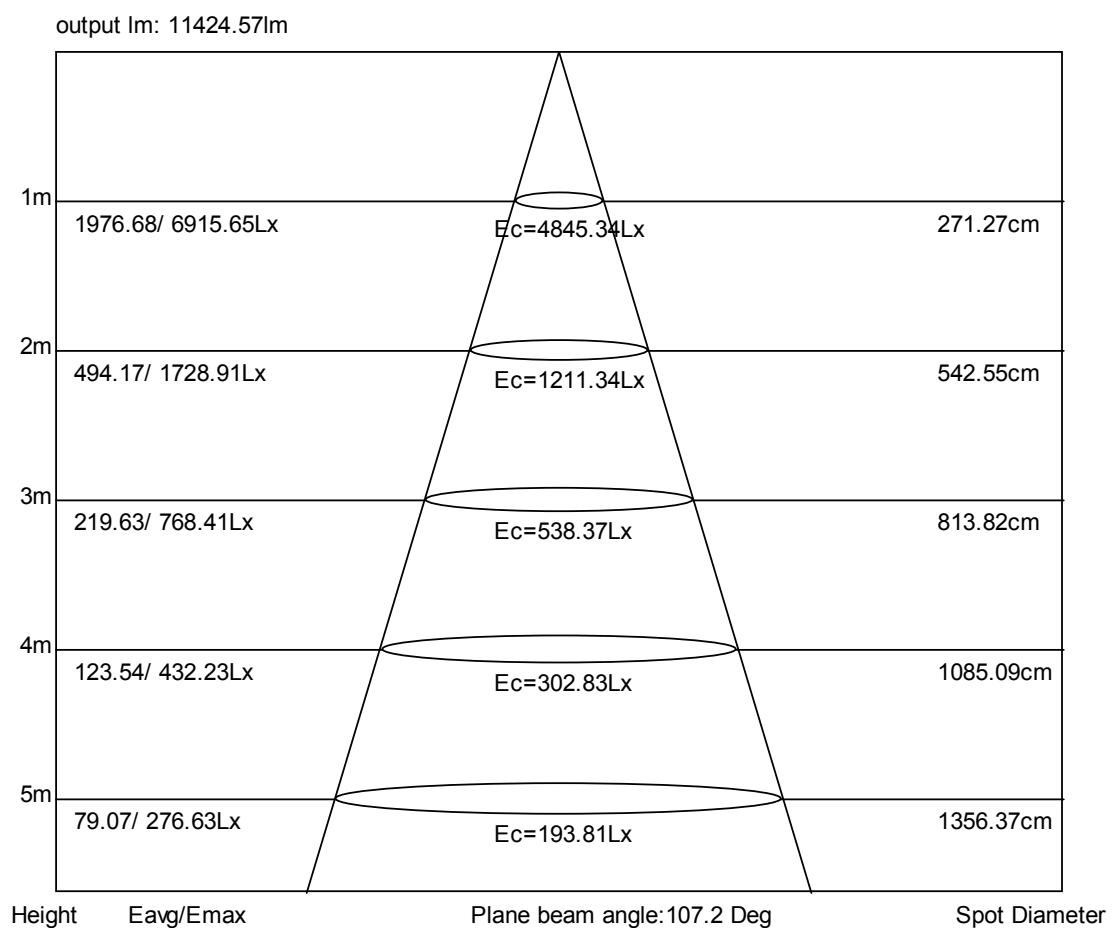 output lm: 11424.57lm
1m
1976.68/ 6915.65Lx
Ec=4845.34Lx
271.27cm
2m
494.17/ 1728.91Lx
Ec=1211.34Lx
542.55cm
3m
219.63/ 768.41Lx
Ec=538.37Lx
813.82cm
4m
123.54/ 432.23Lx
Ec=302.83Lx
1085.09cm
5m
79.07/ 276.63Lx
Ec=193.81Lx
1356.37cm
Height Eavg/Emax Plane beam angle:107.2 Deg Spot Diameter